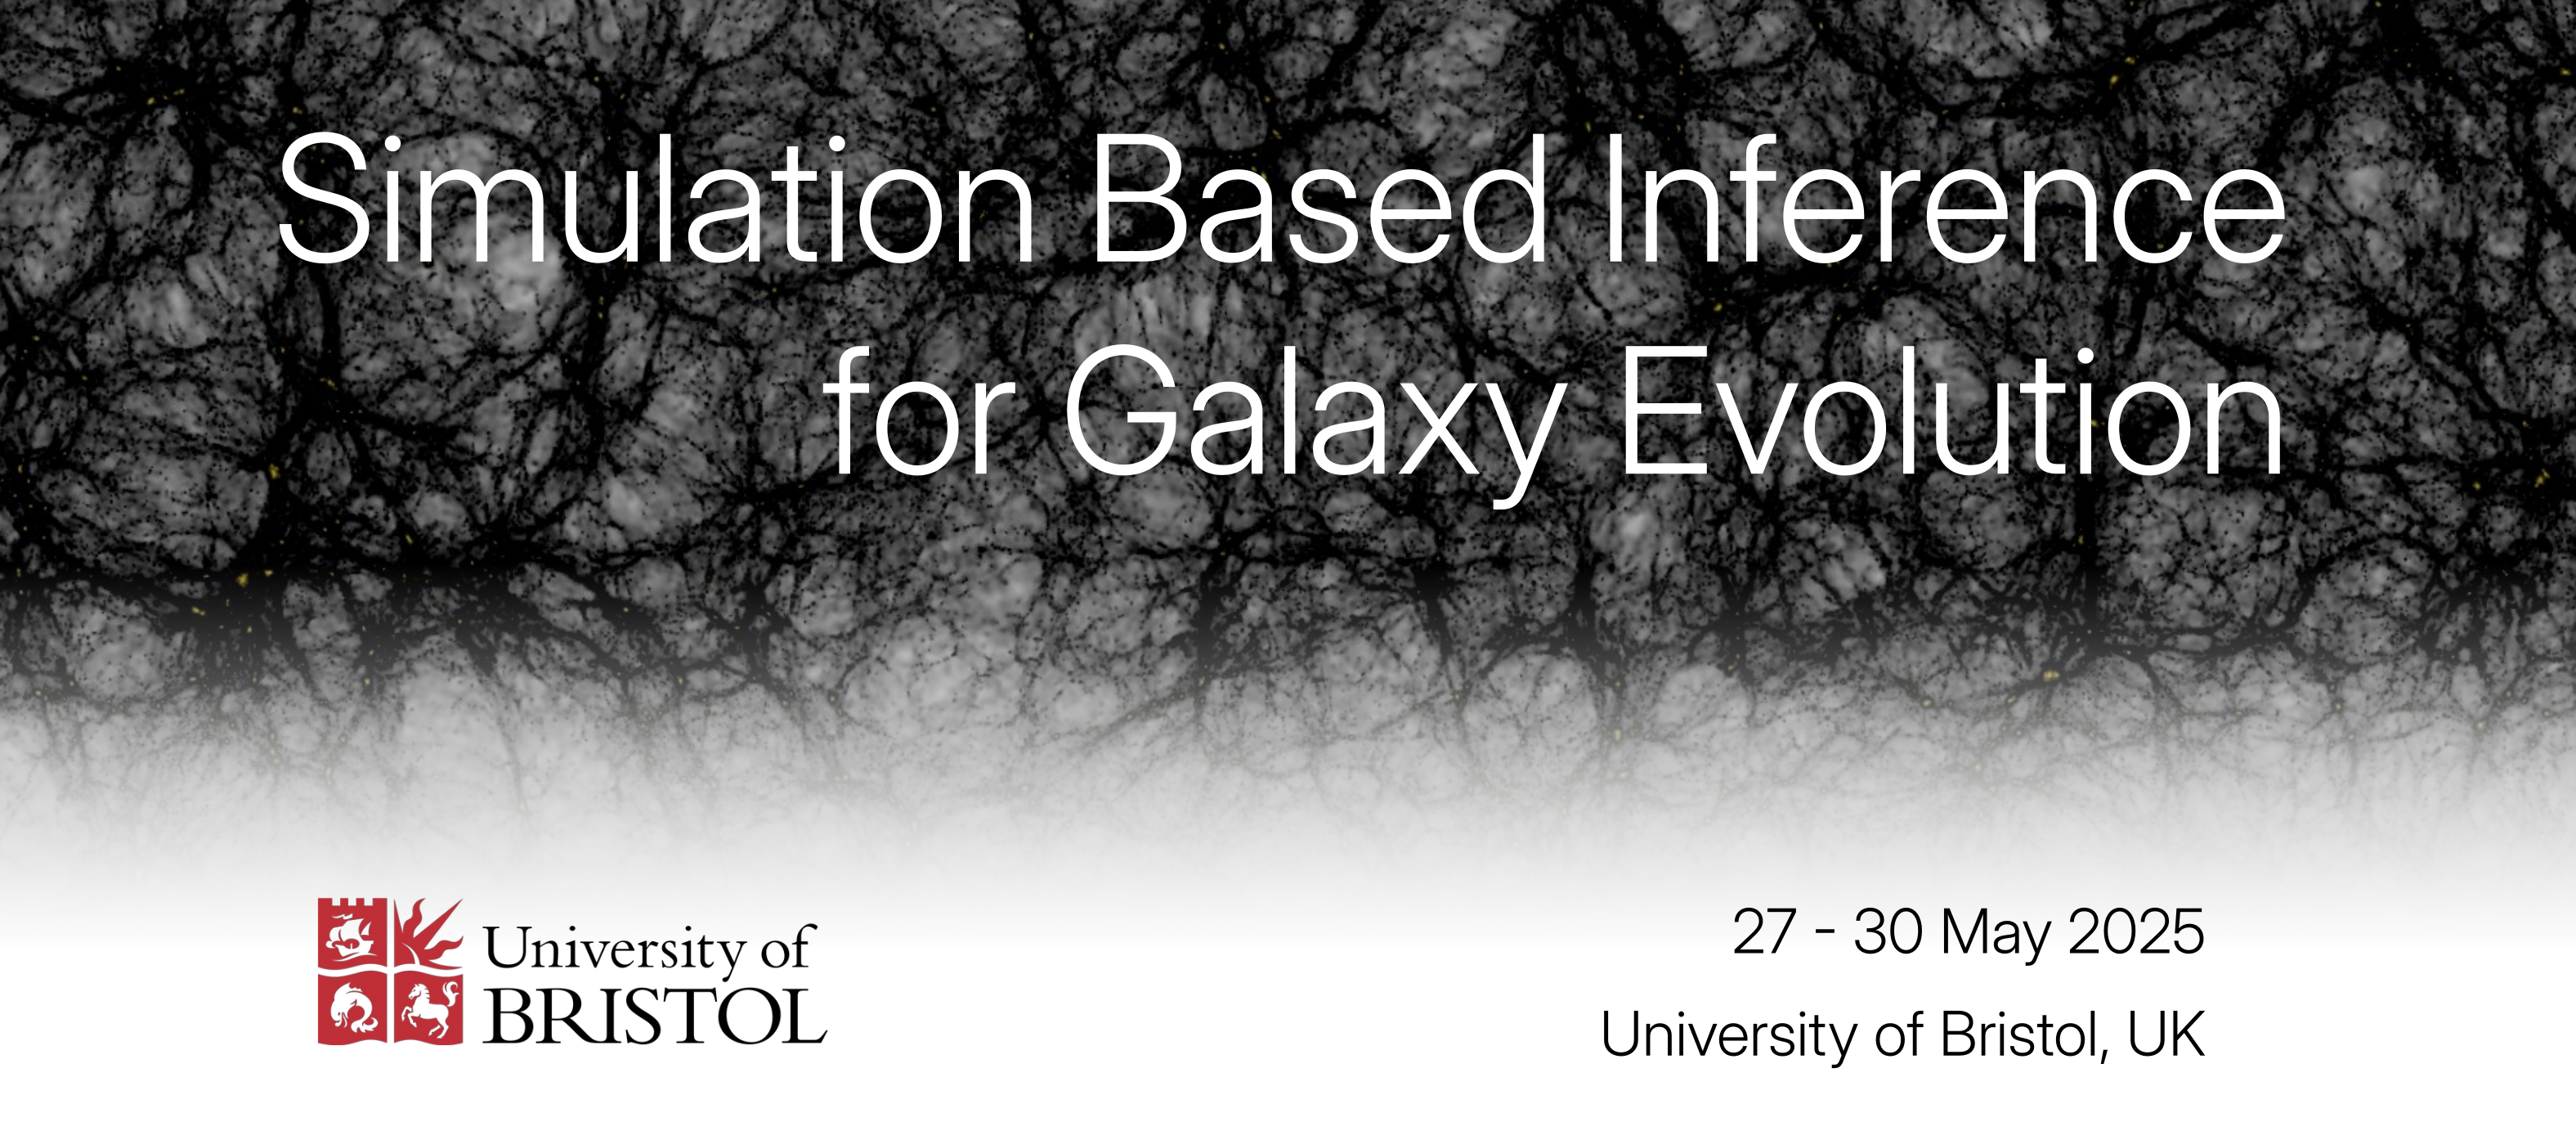 Simulation Based Inference
for Galaxy Evolution
University of
BRISTOL
27 - 30 May 2025
University of Bristol, UK